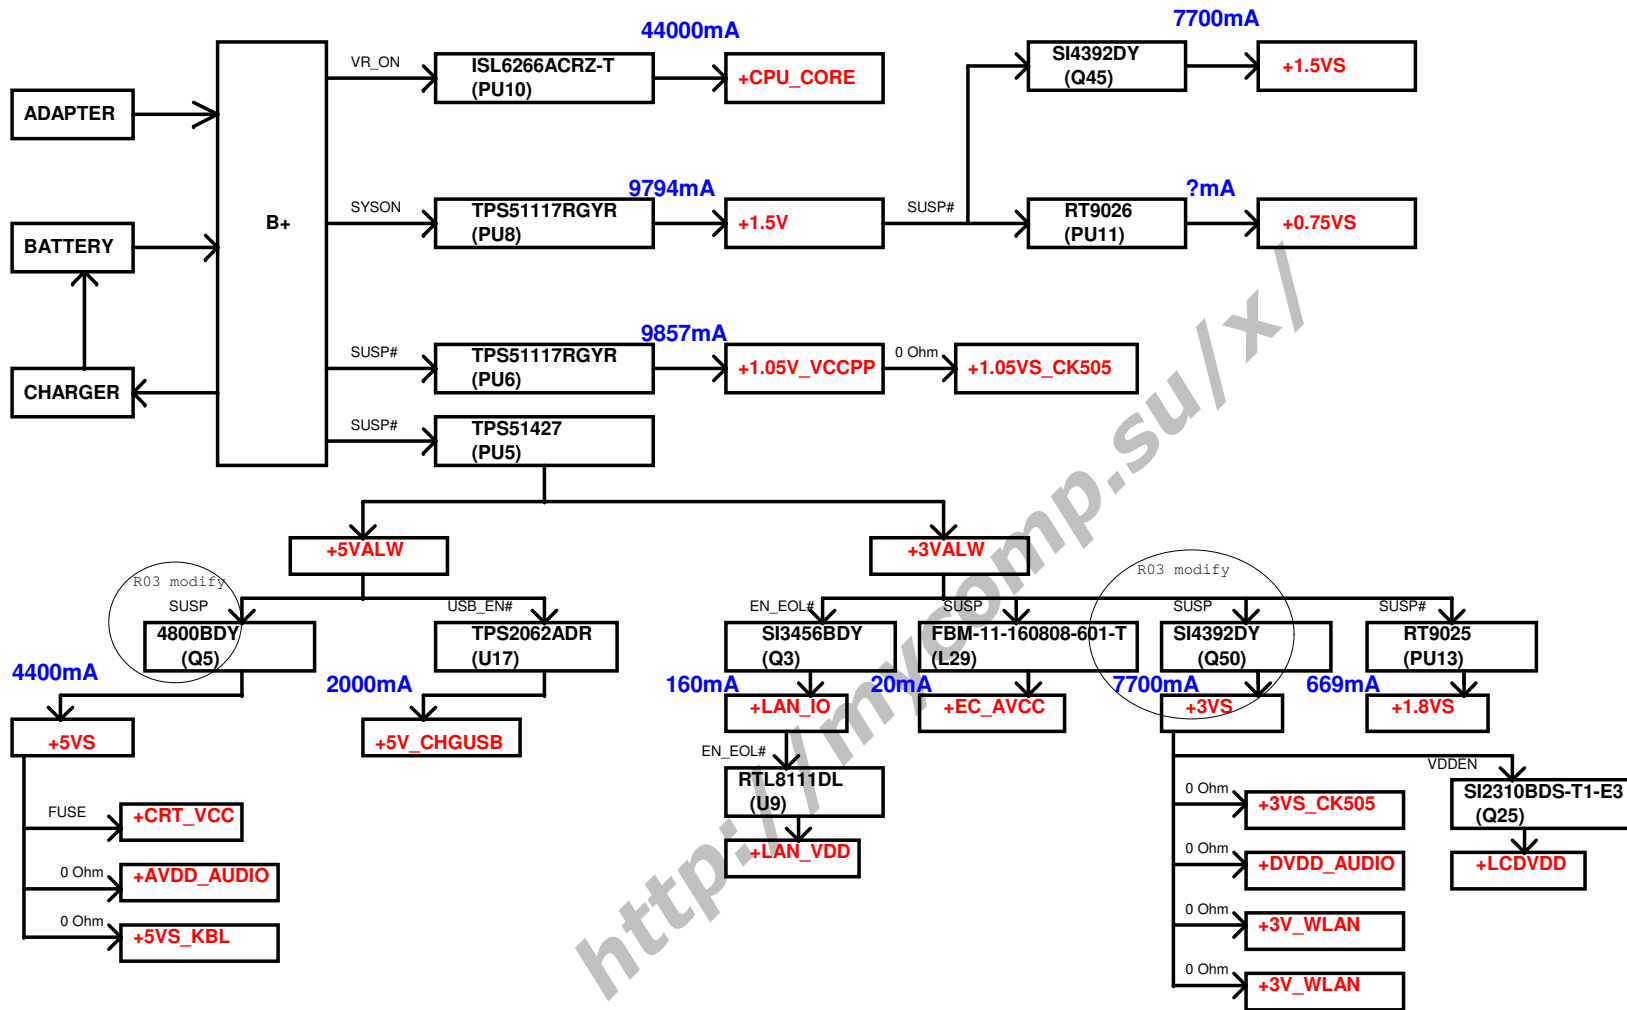 44000mA
7700mA
VR_ON
ISL6266ACRZ-T
(PU10)
+CPU_CORE
SI4392DY
(Q45)
+1.5VS
ADAPTER
B+
SYSON
TPS51117RGYR
(PU8)
9794mA
+1.5V
SUSP#
RT9026
(PU11)
?mA
+0.75VS
BATTERY
CHARGER
SUSP#
TPS51117RGYR
(PU6)
9857mA
+1.05V_VCCPP
0 Ohm
+1.05VS_CK505
SUSP#
TPS51427
(PU5)
+5VALW
+3VALW
R03 modify
SUSP
4800BDY
(Q5)
USB_EN#
TPS2062ADR
(U17)
EN_EOL#
SI3456BDY
(Q3)
SUSP
FBM-11-160808-601-T
(L29)
R03 modify
SUSP
SI4392DY
(Q50)
SUSP#
RT9025
(PU13)
4400mA
+5VS
2000mA
+5V_CHGUSB
160mA
+LAN_IO
20mA
+EC_AVCC
7700mA
+3VS
669mA
+1.8VS
EN_EOL#
RTL8111DL
(U9)
+LAN_VDD
VDDEN
SI2310BDS-T1-E3
(Q25)
+LCDVDD
FUSE
+CRT_VCC
0 Ohm
+AVDD_AUDIO
0 Ohm
+5VS_KBL
0 Ohm
+3VS_CK505
0 Ohm
+DVDD_AUDIO
0 Ohm
+3V_WLAN
0 Ohm
+3V_WLAN
http://mycomp.su/x/